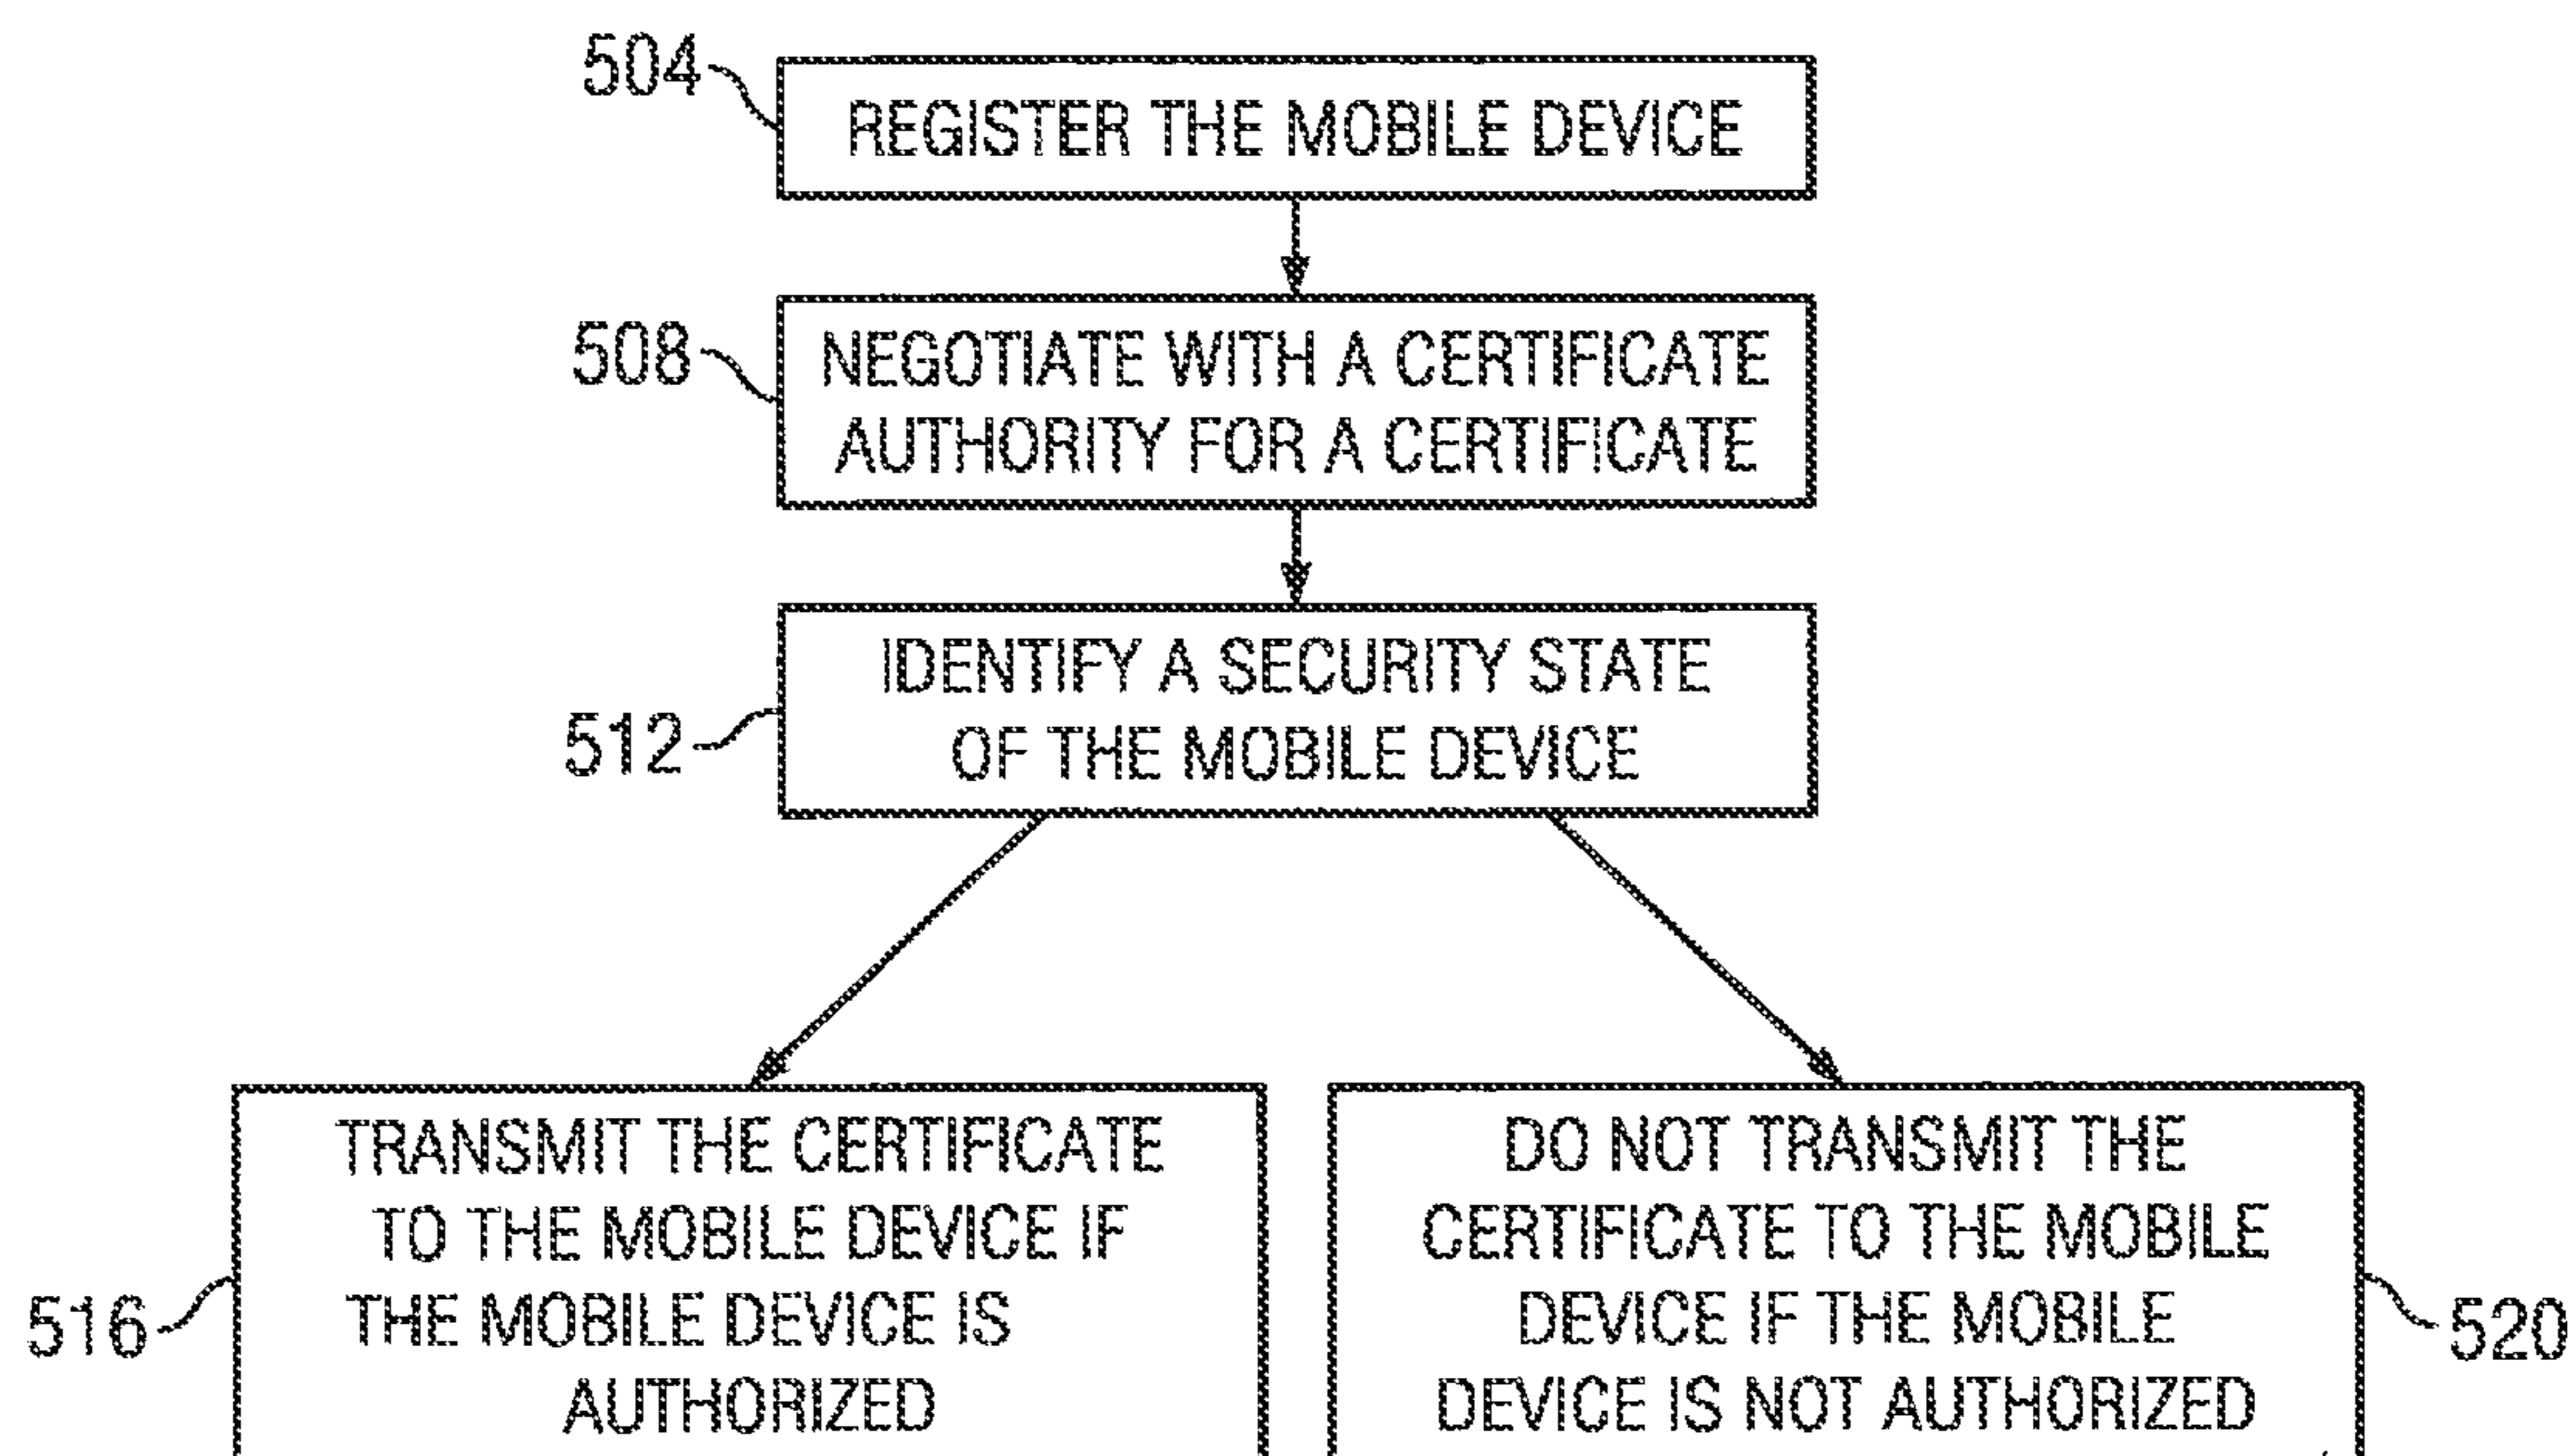 504
REGISTER THE MOBILE DEVICE
508
NEGOTIATE WITH A CERTIFICATE
AUTHORITY FOR A CERTIFICATE
IDENTIFY A SECURITY STATE
OF THE MOBILE DEVICE
512
TRANSMIT THE CERTIFICATE
TO THE MOBILE DEVICE IF
THE MOBILE DEVICE IS
AUTHORIZED
516
DO NOT TRANSMIT THE
CERTIFICATE TO THE MOBILE
DEVICE IF THE MOBILE
DEVICE IS NOT AUTHORIZED
520